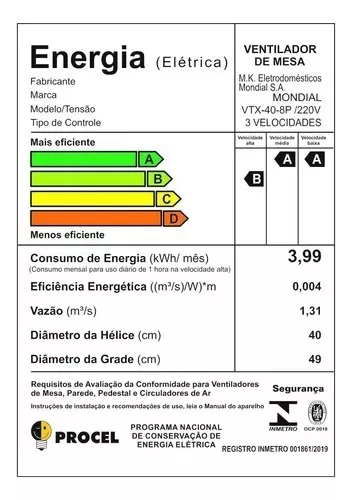 Energia (Elétrica)
Fabricante
Marca
Modelo/Tensão
Tipo de Controle
VENTILADOR
DE MESA
M.K. Eletrodomésticos
Mondial S.A.
MONDIAL
VTX-40-8P /220V
3 VELOCIDADES
Mais eficiente
Velocidade alta
Velocidade média
Velocidade baixa
A
A
A
B
B
C
D
Menos eficiente
Consumo de Energia (kWh/ mês) 3,99
(Consumo mensal para uso diário de 1 hora na velocidade alta)
Eficiência Energética ((m³/s)/W)*m 0,004
Vazão (m³/s) 1,31
Diâmetro da Hélice (cm) 40
Diâmetro da Grade (cm) 49
Requisitos de Avaliação da Conformidade para Ventiladores
de Mesa, Parede, Pedestal e Circuladores de Ar
Instruções de instalação e recomendações de uso, leia o Manual do aparelho
Segurança
INMETRO
OCP 0018
PROCEL
PROGRAMA NACIONAL
DE CONSERVAÇÃO DE
ENERGIA ELÉTRICA
REGISTRO INMETRO 001861/2019